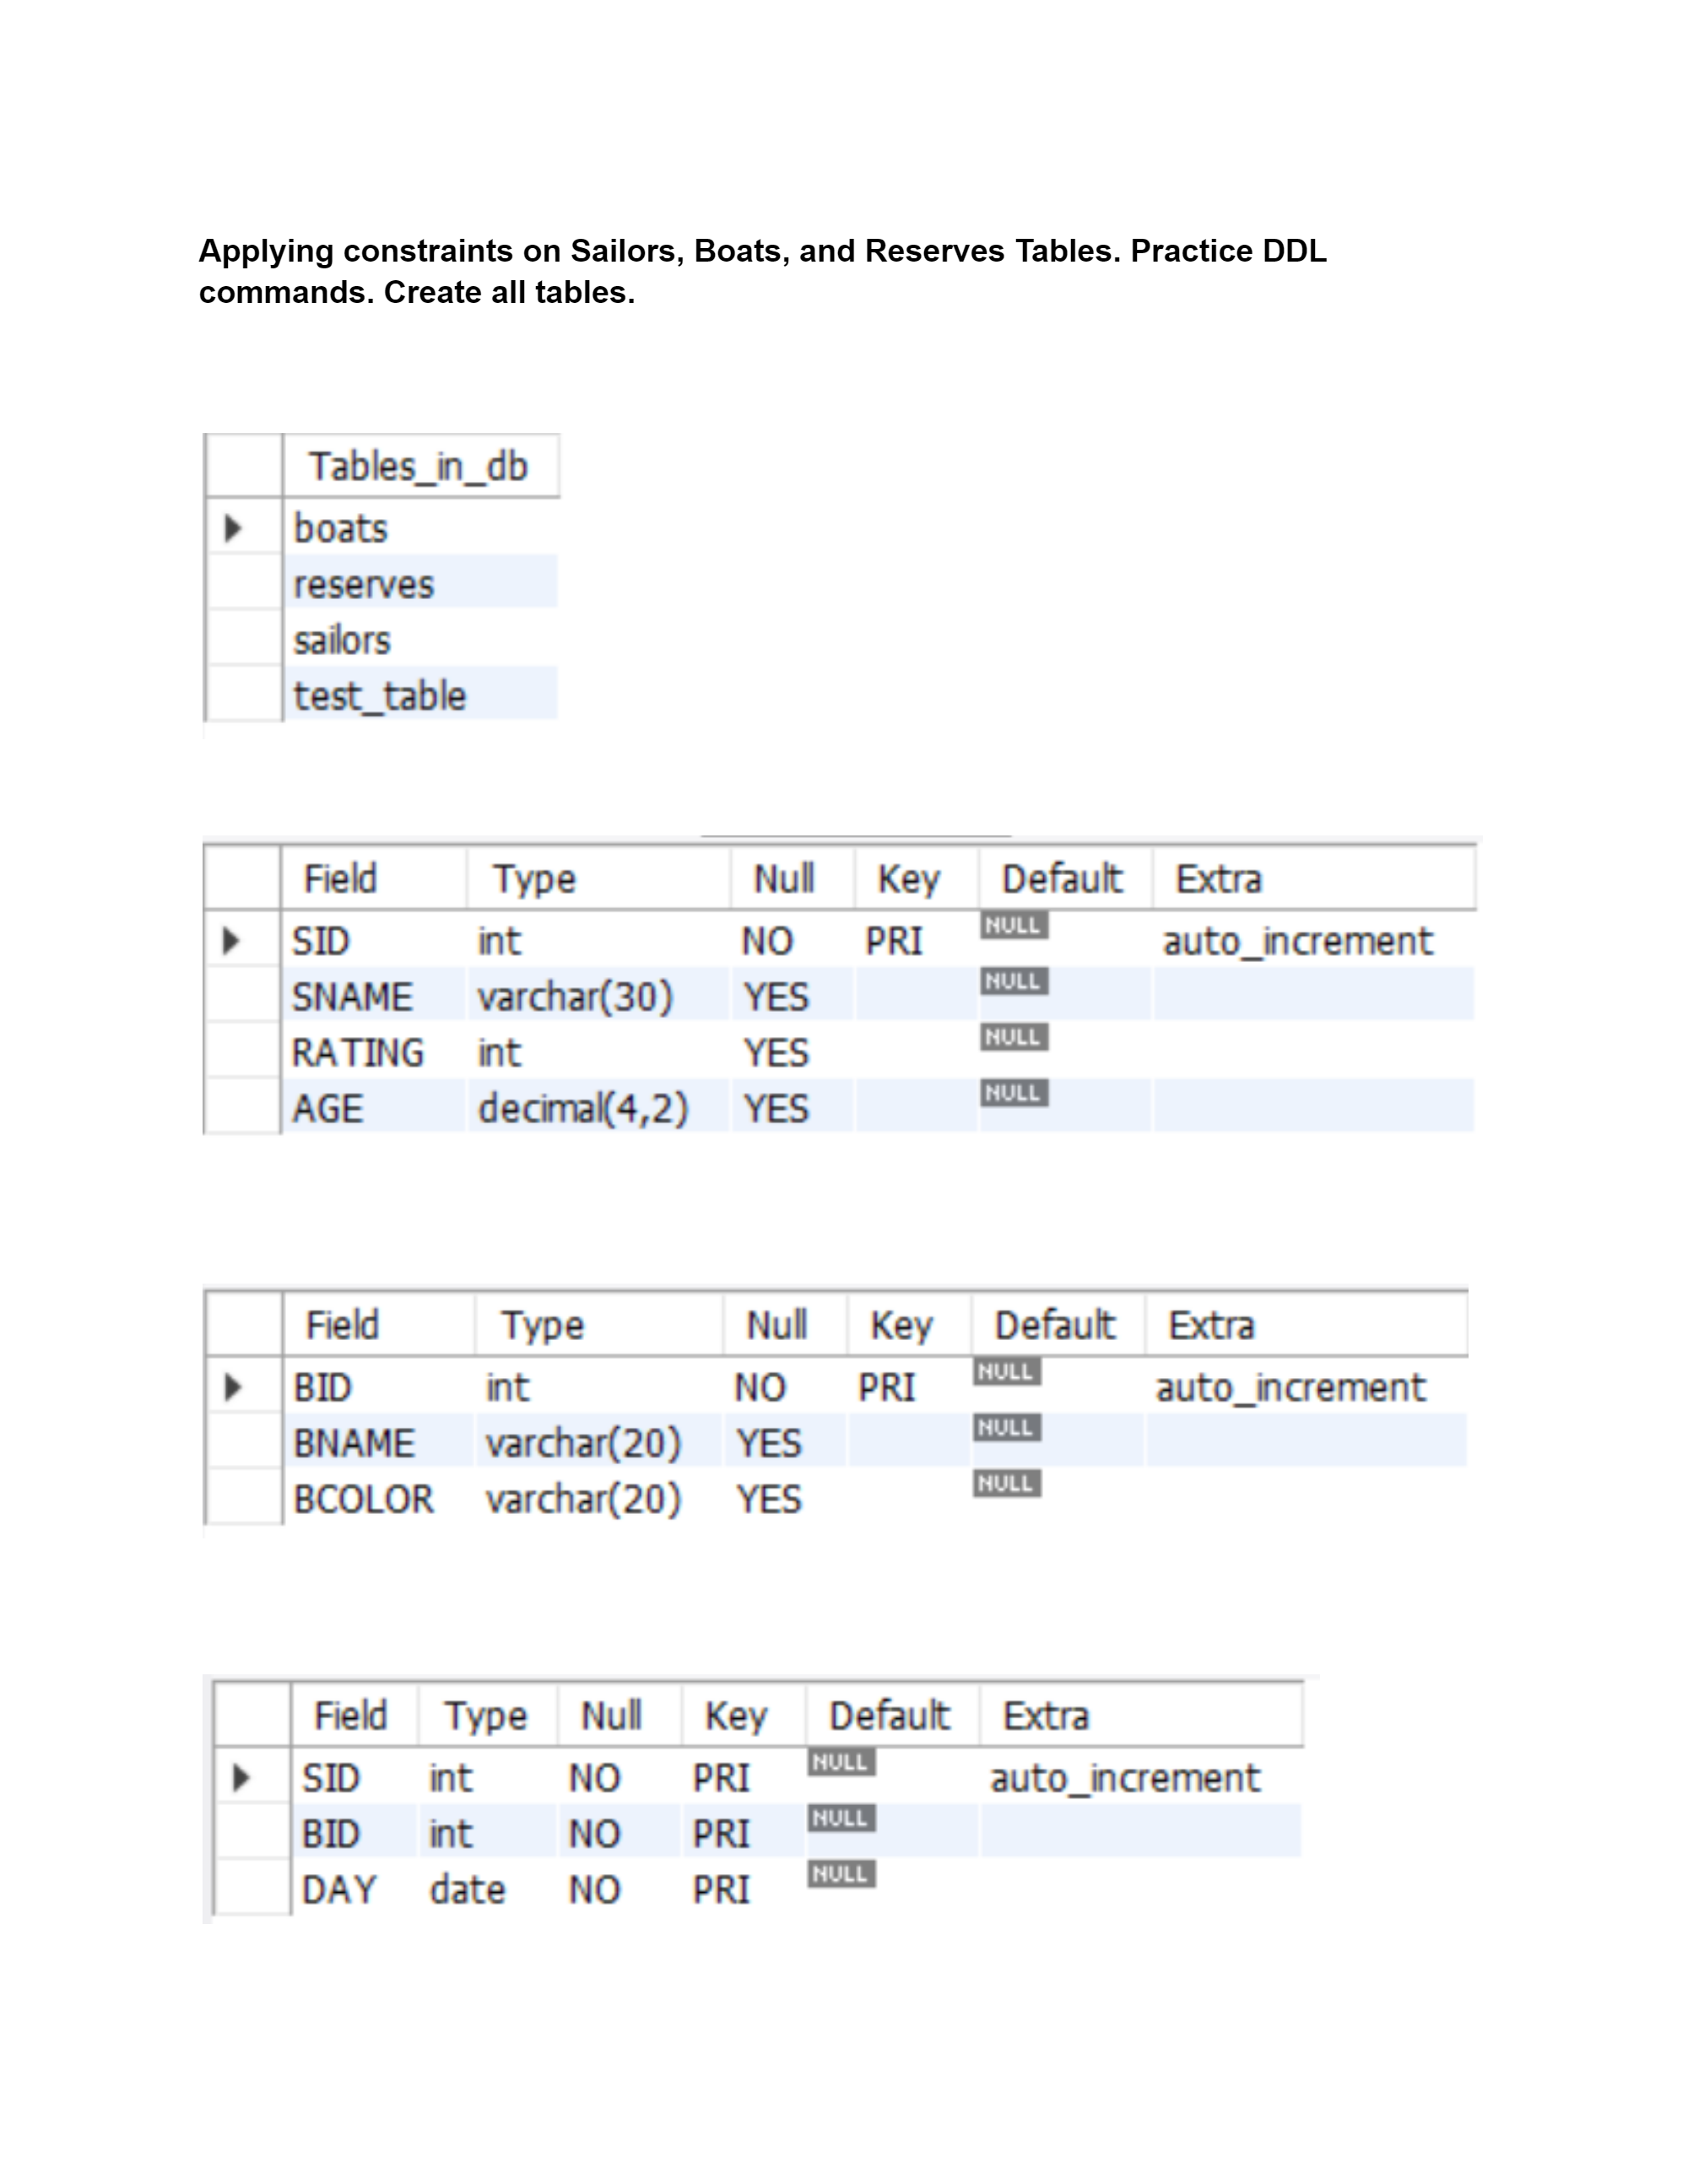 Applying constraints on Sailors, Boats, and Reserves Tables. Practice DDL
commands. Create all tables.
Tables_in_db
boats
reserves
sailors
test_table
Field Type Null Key Default Extra
SID int NO PRI NULL auto_increment
SNAME varchar(30) YES NULL
RATING int YES NULL
AGE decimal(4,2) YES NULL
Field Type Null Key Default Extra
BID int NO PRI NULL auto_increment
BNAME varchar(20) YES NULL
BCOLOR varchar(20) YES NULL
Field Type Null Key Default Extra
SID int NO PRI NULL auto_increment
BID int NO PRI NULL
DAY date NO PRI NULL